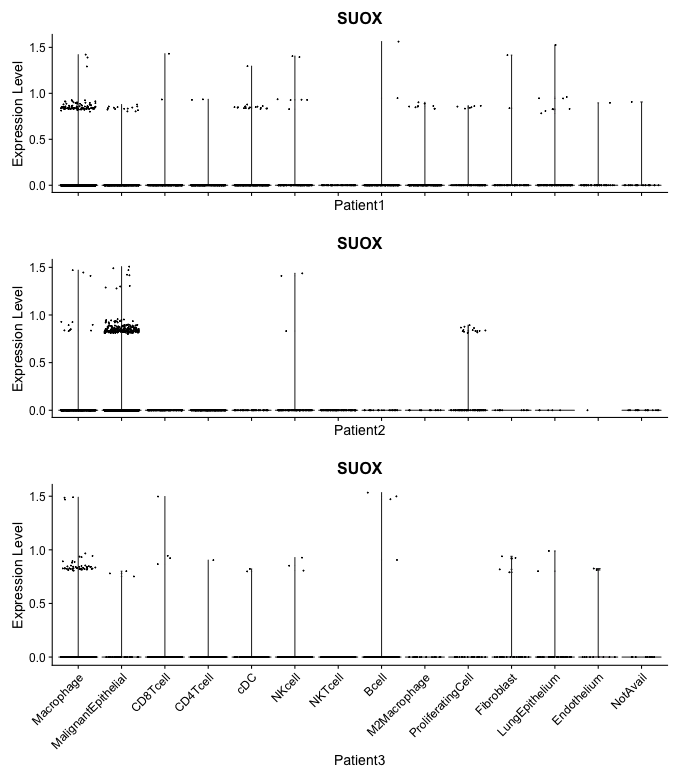 SUOX
Expression Level
1.5
1.0
0.5
0.0
Patient1
SUOX
Expression Level
1.5
1.0
0.5
0.0
Patient2
SUOX
Expression Level
1.5
1.0
0.5
0.0
Macrophage
MalignantEpithelial
CD8Tcell
CD4Tcell
cDC
NKcell
NKTcell
Bcell
M2Macrophage
ProliferatingCell
Fibroblast
LungEpithelium
Endothelium
NotAvail
Patient3